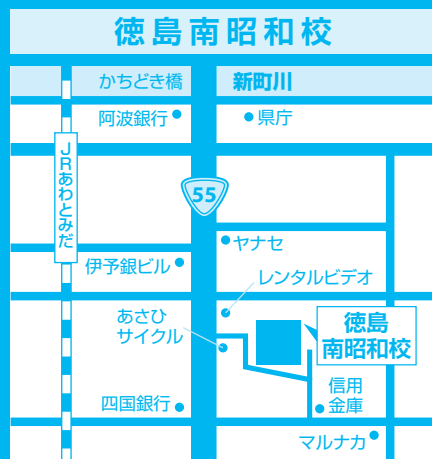 徳島南昭和校
かちどき橋
新町川
阿波銀行
県庁
JRあわとみだ
55
ヤナセ
伊予銀ビル
レンタルビデオ
あさひ
サイクル
徳島
南昭和校
信用
金庫
四国銀行
マルナカ